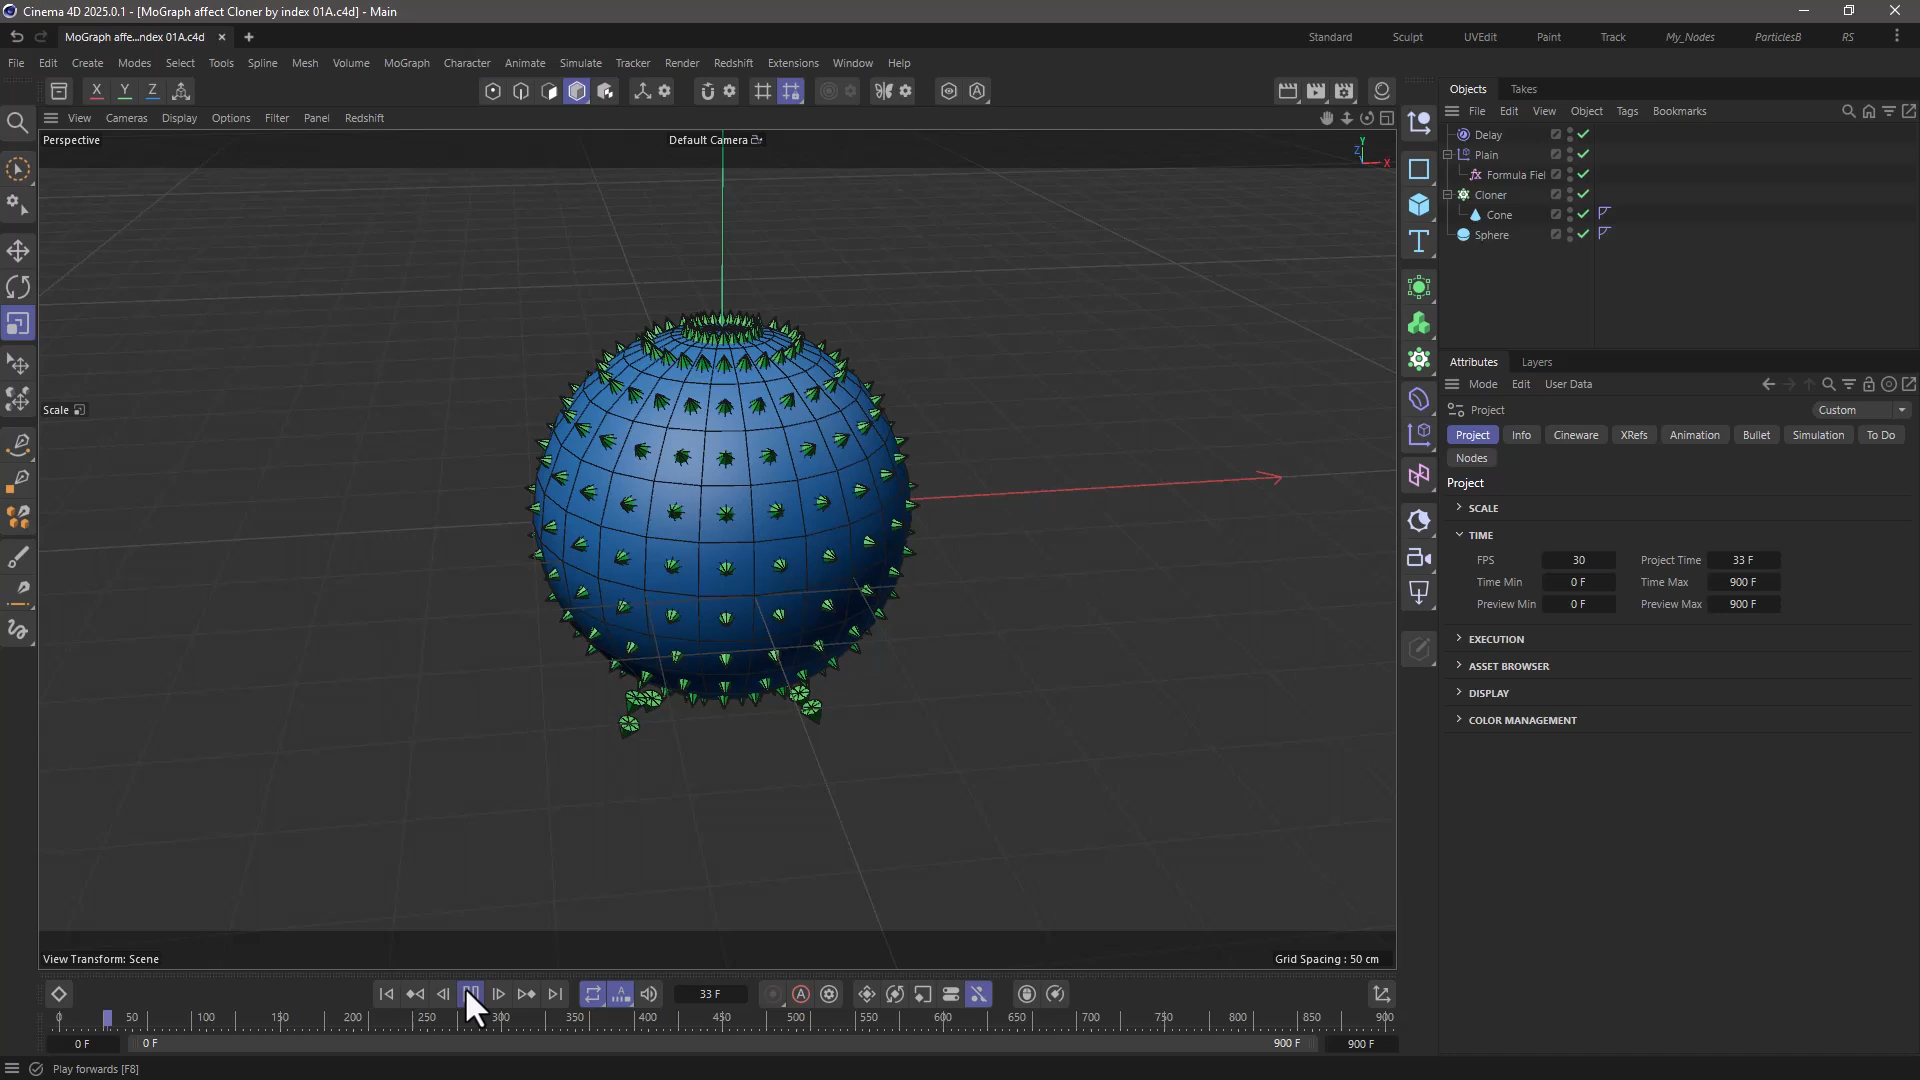 Cinema 4D 2025.0.1 - [MoGraph affect Cloner by index 01A.c4d] - Main
MoGraph affe...ndex 01A.c4d
Standard Sculpt UVEdit Paint Track My_Nodes ParticlesB RS
File Edit Create Modes Select Tools Spline Mesh Volume MoGraph Character Animate Simulate Tracker Render Redshift Extensions Window Help
X Y Z
Objects Takes
File Edit View Object Tags Bookmarks
View Cameras Display Options Filter Panel Redshift
Perspective
Default Camera
Y
Z
X
Delay
Plain
Formula Fiel
Cloner
Cone
Sphere
Attributes Layers
Mode Edit User Data
Scale
Project
Custom
Project Info Cineware XRefs Animation Bullet Simulation To Do
Nodes
Project
SCALE
TIME
FPS 30 Project Time 33 F
Time Min 0 F Time Max 900 F
Preview Min 0 F Preview Max 900 F
EXECUTION
ASSET BROWSER
DISPLAY
COLOR MANAGEMENT
View Transform: Scene
Grid Spacing : 50 cm
33 F
0 50 100 150 200 250 300 350 400 450 500 550 600 650 700 750 800 850 900
0 F 0 F 900 F 900 F
Play forwards [F8]